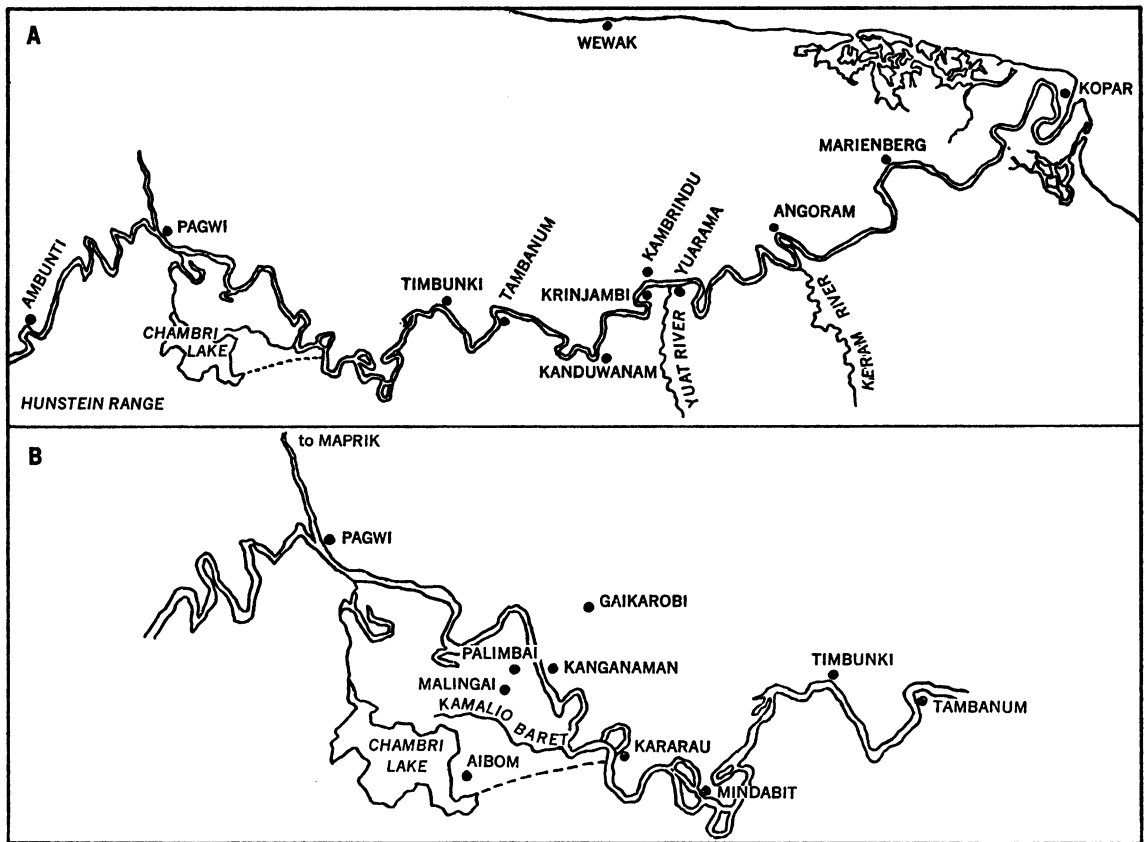 A
WEWAK
KOPAR
MARIENBERG
KAMBRINDU
YUARAMA
ANGORAM
PAGWI
AMBUNTI
TIMBUNKI
TAMBANUM
KRINJAMBI
CHAMBRI
LAKE
KANDUWANAM
YUAT RIVER
KERAM RIVER
HUNSTEIN RANGE
B
to MAPRIK
PAGWI
GAIKAROBI
PALIMBAI
KANGANAMAN
TIMBUNKI
MALINGAI
TAMBANUM
KAMALIO BARET
CHAMBRI
LAKE
KARARAU
AIBOM
MINDABIT